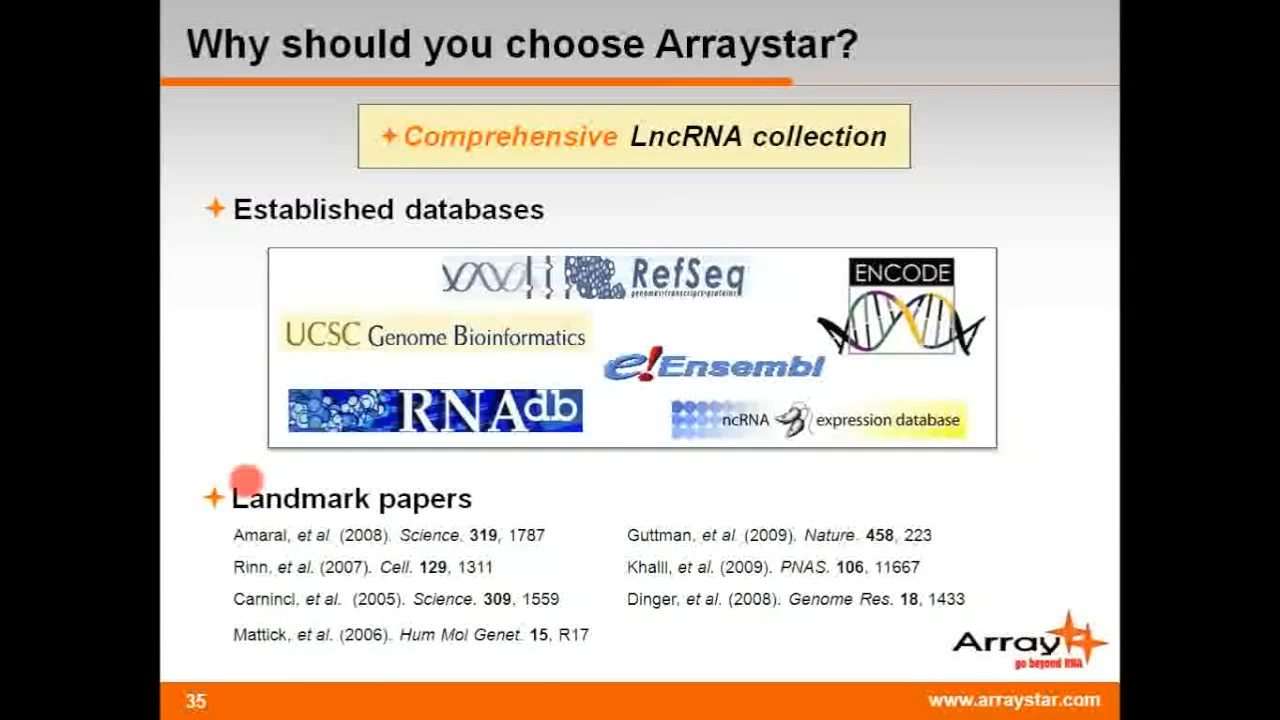 Why should you choose Arraystar?
Comprehensive LncRNA collection
Established databases
RefSeq
ENCODE
UCSC Genome Bioinformatics
e!Ensembl
RNAdb
ncRNA expression database
Landmark papers
Amaral, et al (2008). Science. 319, 1787
Guttman, et al (2009). Nature. 458, 223
Rinn, et al. (2007). Cell. 129, 1311
Khalil, et al. (2009). PNAS. 106, 11667
Carninci, et al. (2005). Science. 309, 1559
Dinger, et al. (2008). Genome Res. 18, 1433
Mattick, et al. (2006). Hum Mol Genet. 15, R17
Array
go beyond RNA
35
www.arraystar.com